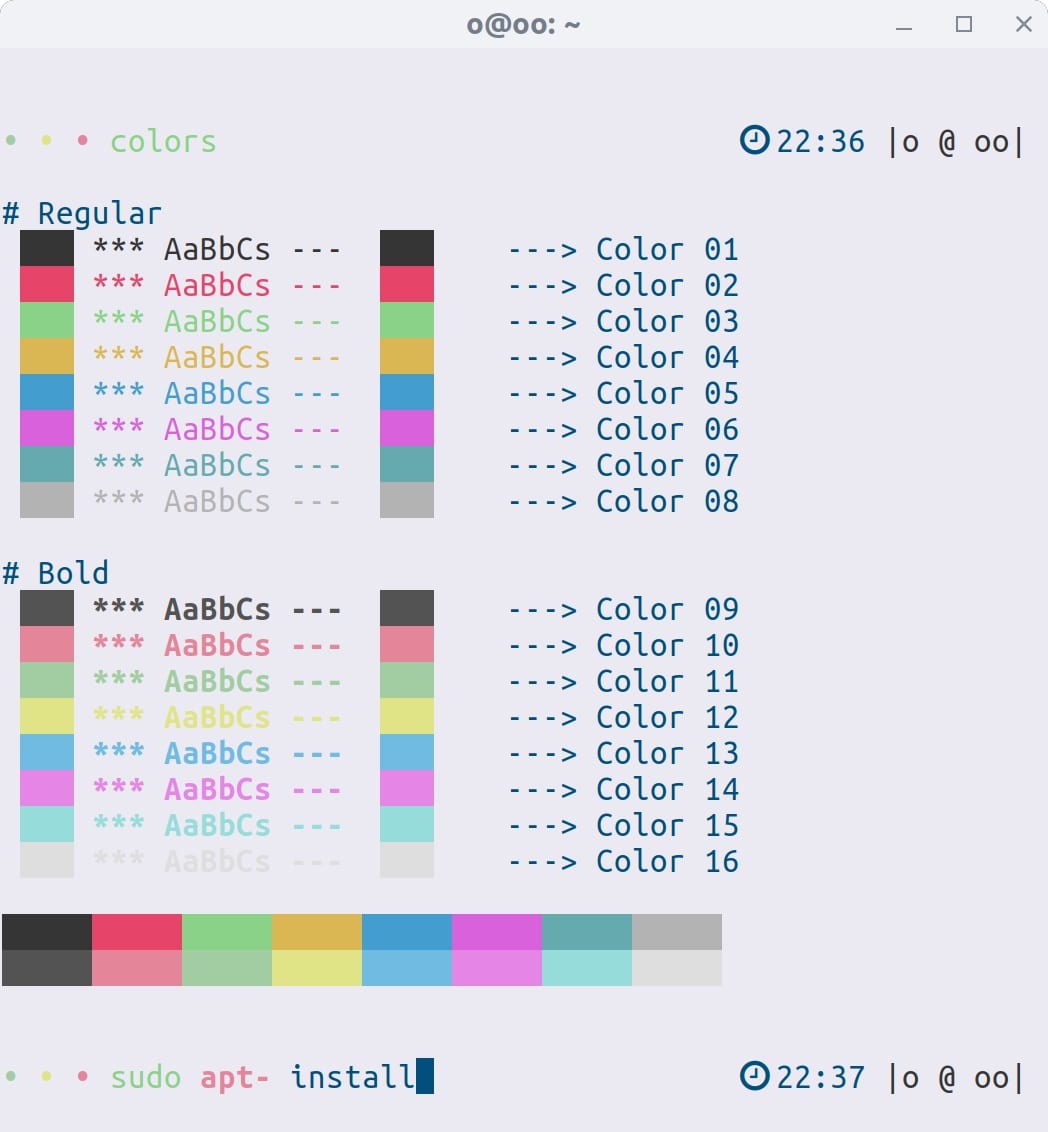 o@oo: ~
• • • colors 22:36 |o @ oo|
# Regular
*** AaBbCs --- ---> Color 01
*** AaBbCs --- ---> Color 02
*** AaBbCs --- ---> Color 03
*** AaBbCs --- ---> Color 04
*** AaBbCs --- ---> Color 05
*** AaBbCs --- ---> Color 06
*** AaBbCs --- ---> Color 07
*** AaBbCs --- ---> Color 08
# Bold
*** AaBbCs --- ---> Color 09
*** AaBbCs --- ---> Color 10
*** AaBbCs --- ---> Color 11
*** AaBbCs --- ---> Color 12
*** AaBbCs --- ---> Color 13
*** AaBbCs --- ---> Color 14
*** AaBbCs --- ---> Color 15
*** AaBbCs --- ---> Color 16
• • • sudo apt- install 22:37 |o @ oo|